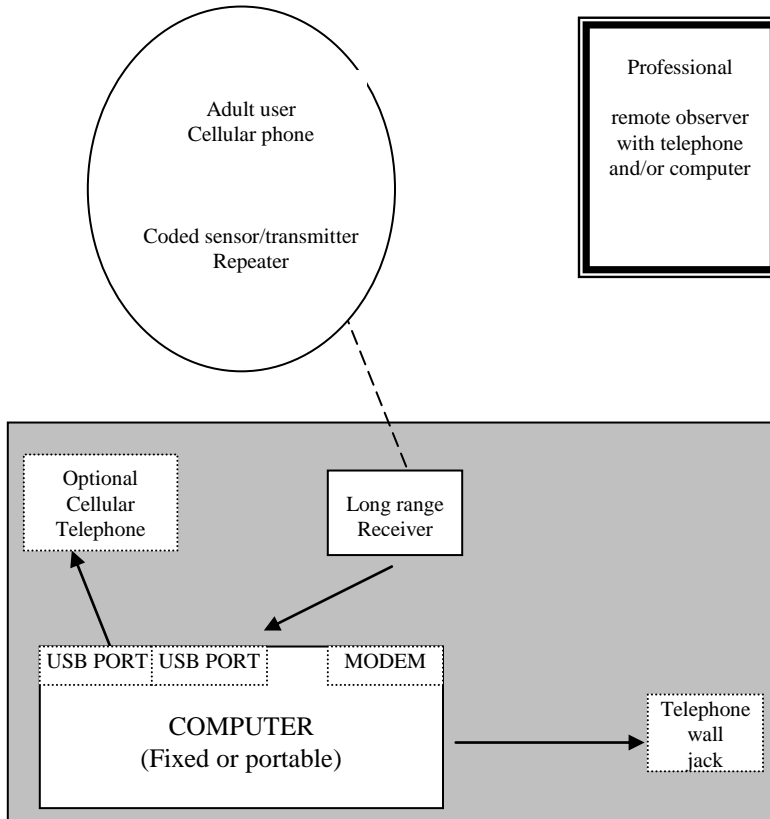 Adult user
Cellular phone
Coded sensor/transmitter
Repeater
Professional
remote observer
with telephone
and/or computer
Optional
Cellular
Telephone
Long range
Receiver
USB PORT
USB PORT
MODEM
COMPUTER
(Fixed or portable)
Telephone
wall
jack